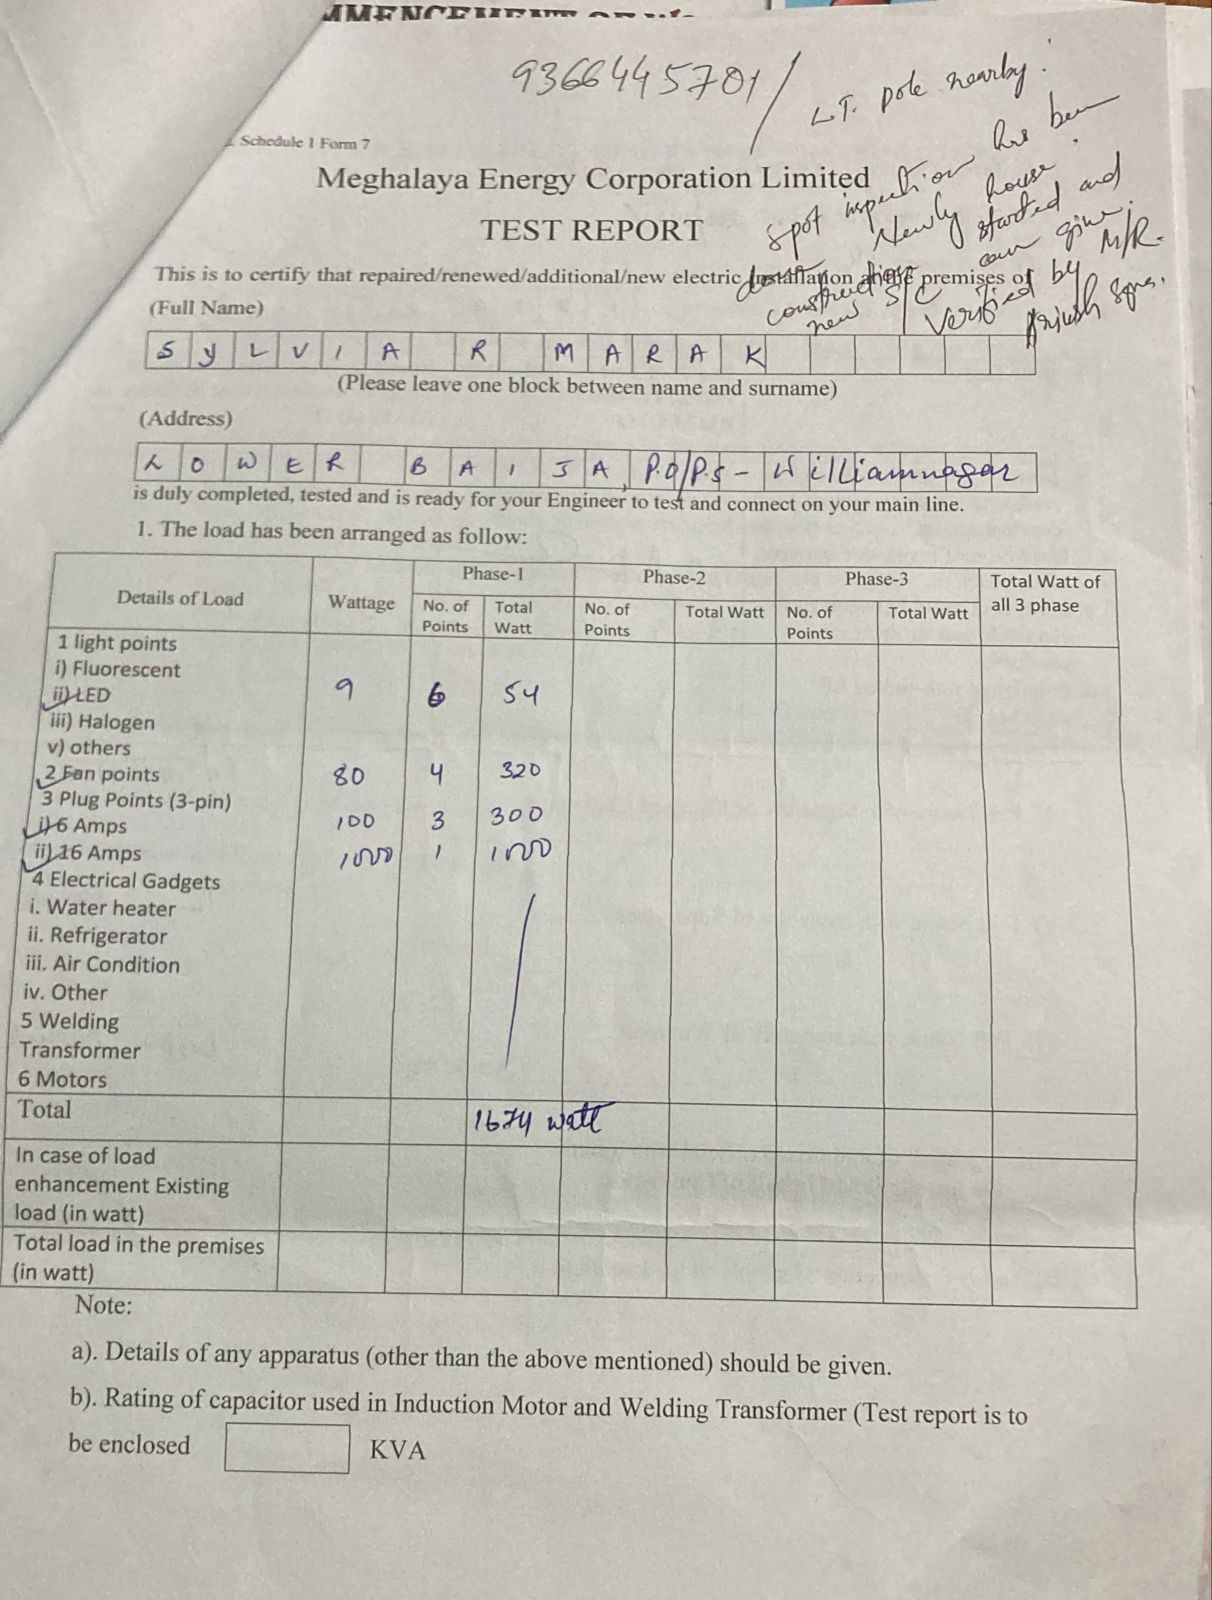 9366445701/
L.T. pole nearby.
Spot inspection has been
done. Newly house
construction started and
new S/C can give.
Verified by M/R.
Schedule 1 Form 7
Meghalaya Energy Corporation Limited
TEST REPORT
This is to certify that repaired/renewed/additional/new electric installation at the premises of
(Full Name)
SYLVIA R MARAK
(Please leave one block between name and surname)
(Address)
LOWER BAIJA, P.O/P.S - Williamnagar
is duly completed, tested and is ready for your Engineer to test and connect on your main line.
1. The load has been arranged as follow:
Details of Load Wattage Phase-1 Phase-2 Phase-3 Total Watt of all 3 phase
No. of Points Total Watt No. of Points Total Watt No. of Points Total Watt
1 light points
i) Fluorescent
ii) LED 9 6 54
iii) Halogen
v) others
2 Fan points 80 4 320
3 Plug Points (3-pin)
i) 6 Amps 100 3 300
ii) 16 Amps 1000 1 1000
4 Electrical Gadgets
i. Water heater
ii. Refrigerator
iii. Air Condition
iv. Other
5 Welding
Transformer
6 Motors
Total 1674 watt
In case of load
enhancement Existing
load (in watt)
Total load in the premises
(in watt)
Note:
a). Details of any apparatus (other than the above mentioned) should be given.
b). Rating of capacitor used in Induction Motor and Welding Transformer (Test report is to
be enclosed KVA